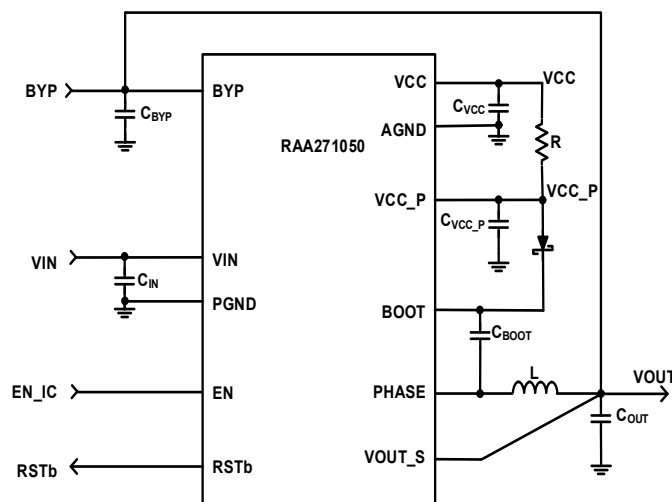 VCC VCC
BYP BYP
C_BYP
C_VCC
AGND
RAA271050
R
VCC_P VCC_P
C_VCC_P
VIN VIN
C_IN
PGND
BOOT
C_BOOT
L
VOUT
EN_IC EN PHASE
C_OUT
RSTb RSTb VOUT_S